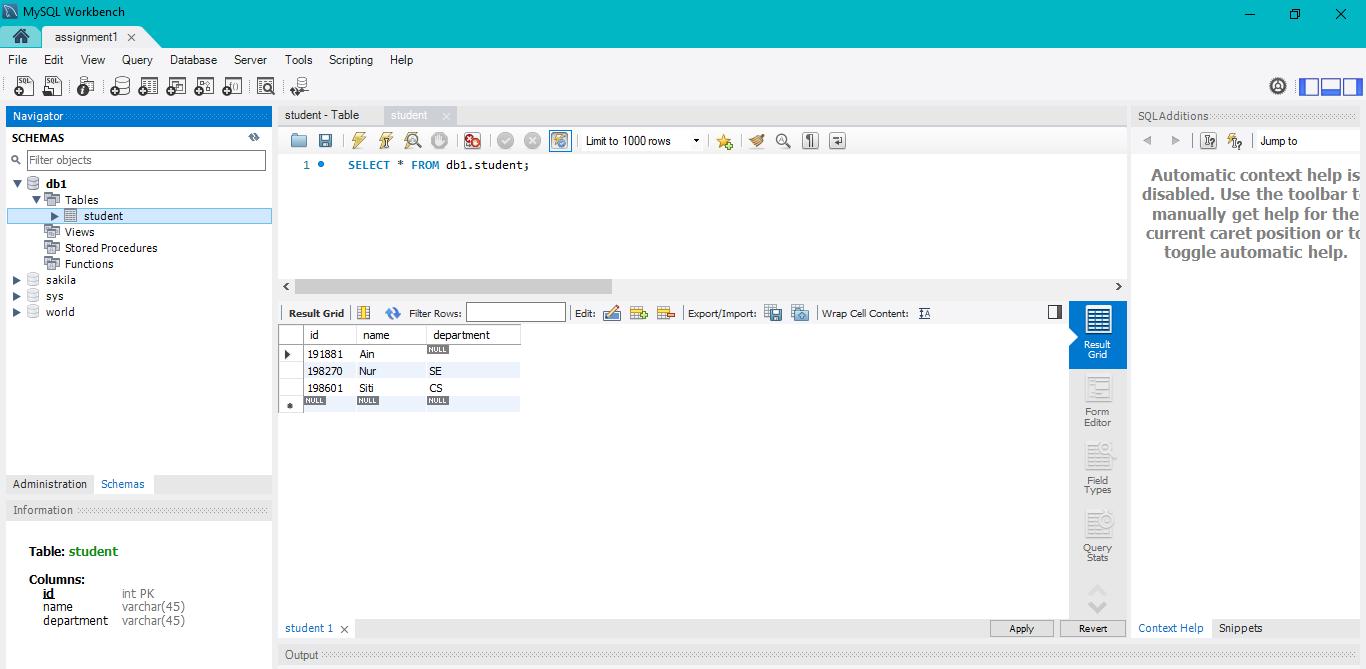 MySQL Workbench
assignment1
File Edit View Query Database Server Tools Scripting Help
Navigator
SCHEMAS
Filter objects
db1
Tables
student
Views
Stored Procedures
Functions
sakila
sys
world
Administration Schemas
Information
Table: student
Columns:
id int PK
name varchar(45)
department varchar(45)
student - Table student
Limit to 1000 rows
1 SELECT * FROM db1.student;
Result Grid Filter Rows: Edit: Export/Import: Wrap Cell Content:
id name department
191881 Ain NULL
198270 Nur SE
198601 Siti CS
NULL NULL NULL
Result
Grid
Form
Editor
Field
Types
Query
Stats
student 1 Apply Revert
Output
SQLAdditions
Jump to
Automatic context help is
disabled. Use the toolbar t
manually get help for the
current caret position or to
toggle automatic help.
Context Help Snippets